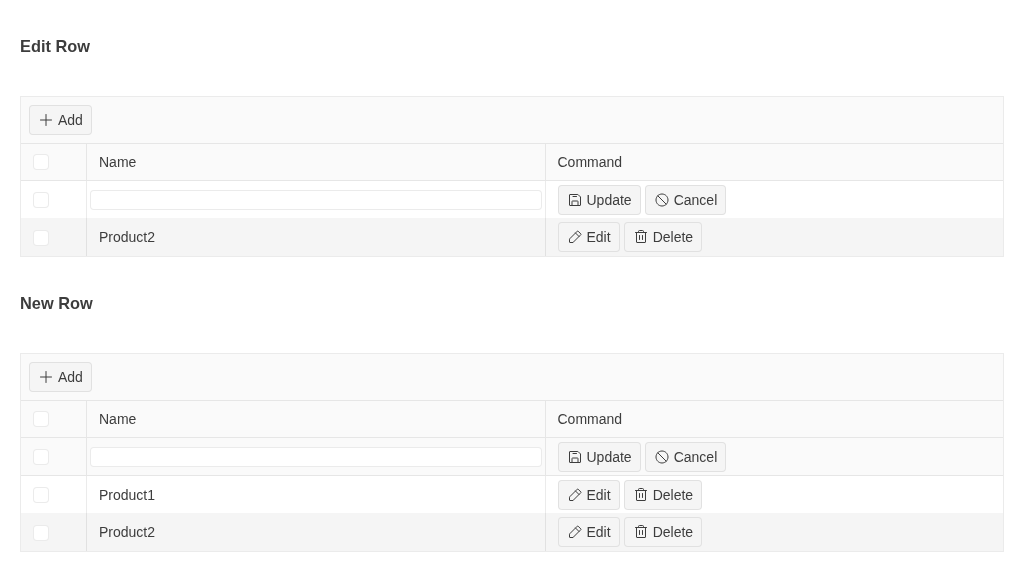 Edit Row
Add
Name Command
Update Cancel
Product2 Edit Delete
New Row
Add
Name Command
Update Cancel
Product1 Edit Delete
Product2 Edit Delete